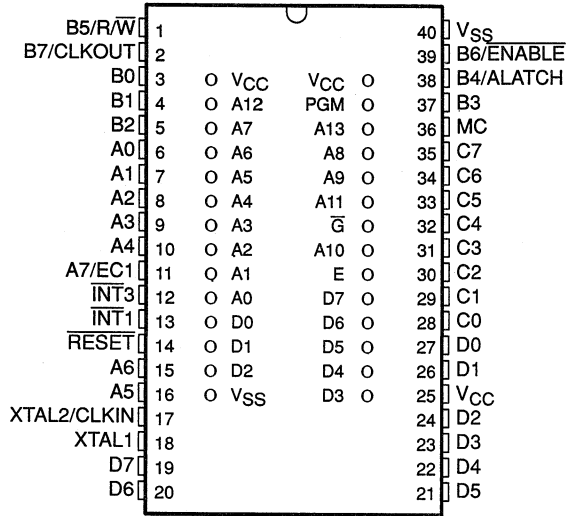 B5/R/W̅ 1 40 VSS
B7/CLKOUT 2 39 B6/E̅N̅A̅B̅L̅E̅
B0 3 O VCC VCC O 38 B4/ALATCH
B1 4 O A12 PGM O 37 B3
B2 5 O A7 A13 O 36 MC
A0 6 O A6 A8 O 35 C7
A1 7 O A5 A9 O 34 C6
A2 8 O A4 A11 O 33 C5
A3 9 O A3 G̅ O 32 C4
A4 10 O A2 A10 O 31 C3
A7/EC1 11 O A1 E O 30 C2
I̅N̅T̅3 12 O A0 D7 O 29 C1
I̅N̅T̅1 13 O D0 D6 O 28 C0
R̅E̅S̅E̅T̅ 14 O D1 D5 O 27 D0
A6 15 O D2 D4 O 26 D1
A5 16 O VSS D3 O 25 VCC
XTAL2/CLKIN 17 24 D2
XTAL1 18 23 D3
D7 19 22 D4
D6 20 21 D5